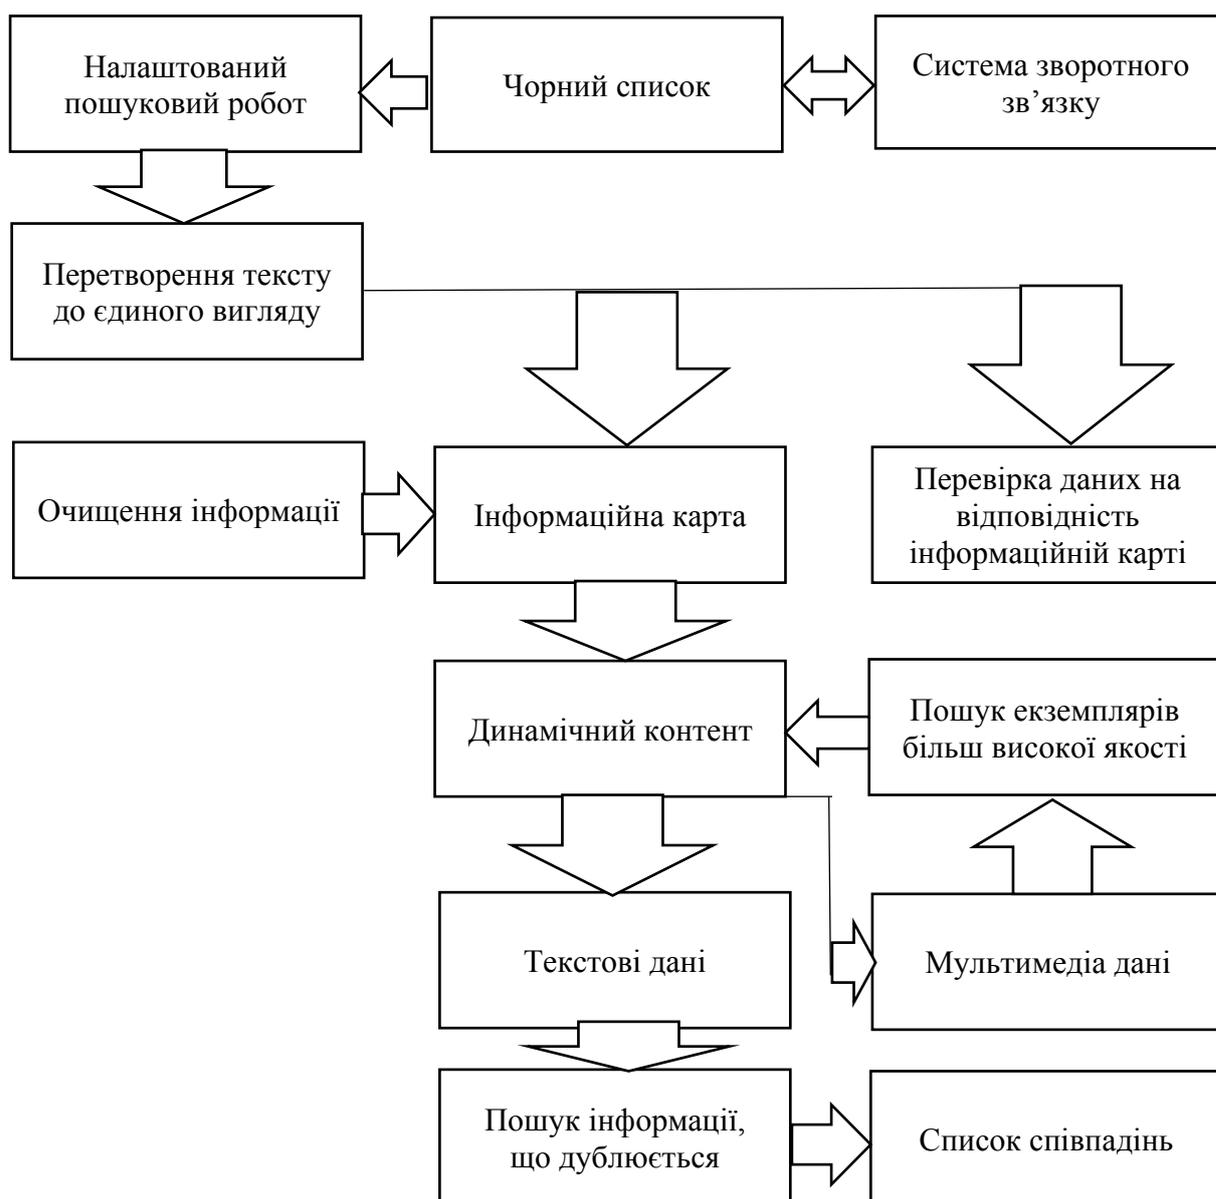 Налаштований
пошуковий робот
Чорний список
Система зворотного
зв’язку
Перетворення тексту
до єдиного вигляду
Очищення інформації
Інформаційна карта
Перевірка даних на
відповідність
інформаційній карті
Динамічний контент
Пошук екземплярів
більш високої якості
Текстові дані
Мультимедіа дані
Пошук інформації,
що дублюється
Список співпадінь